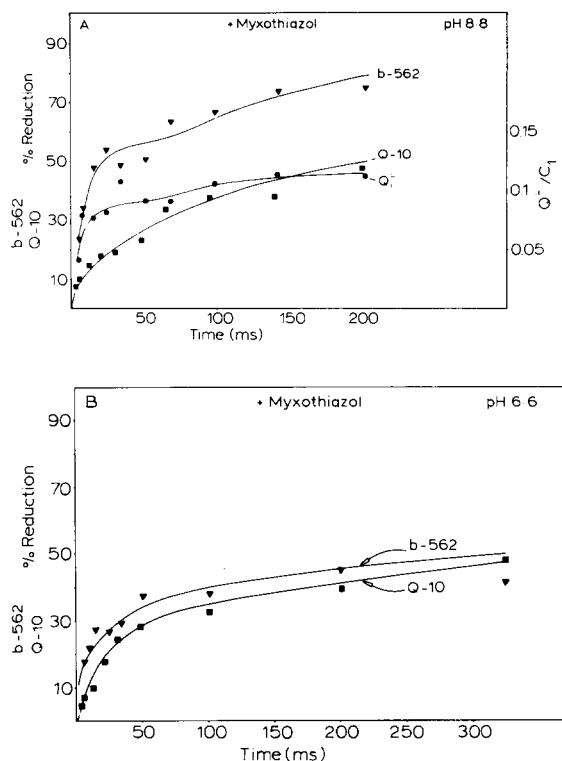 A
+ Myxothiazol
pH 8·8
90
70
50
30
10
% Reduction
b-562
Q-10
b-562
Q-10
Q⁻
0.15
0.1
0.05
Q⁻/C₁
50
100
150
200
Time (ms)
B
+ Myxothiazol
pH 6·6
90
70
50
30
10
% Reduction
b-562
Q-10
b-562
Q-10
50
100
150
200
250
300
Time (ms)